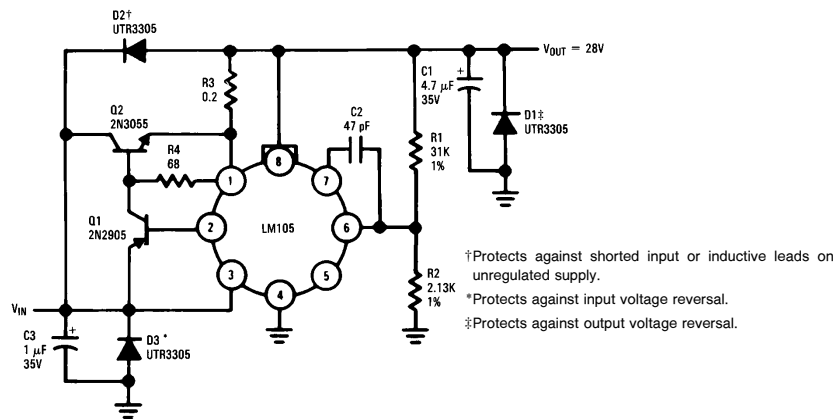 D2†
UTR3305
VOUT = 28V
R3
0.2
C1
4.7 μF
35V
+
D1‡
UTR3305
Q2
2N3055
C2
47 pF
R1
31K
1%
R4
68
8
1
7
Q1
2N2905
2
LM105
6
3
5
4
R2
2.13K
1%
†Protects against shorted input or inductive leads on
unregulated supply.
*Protects against input voltage reversal.
‡Protects against output voltage reversal.
VIN
C3
1 μF
35V
+
D3 *
UTR3305